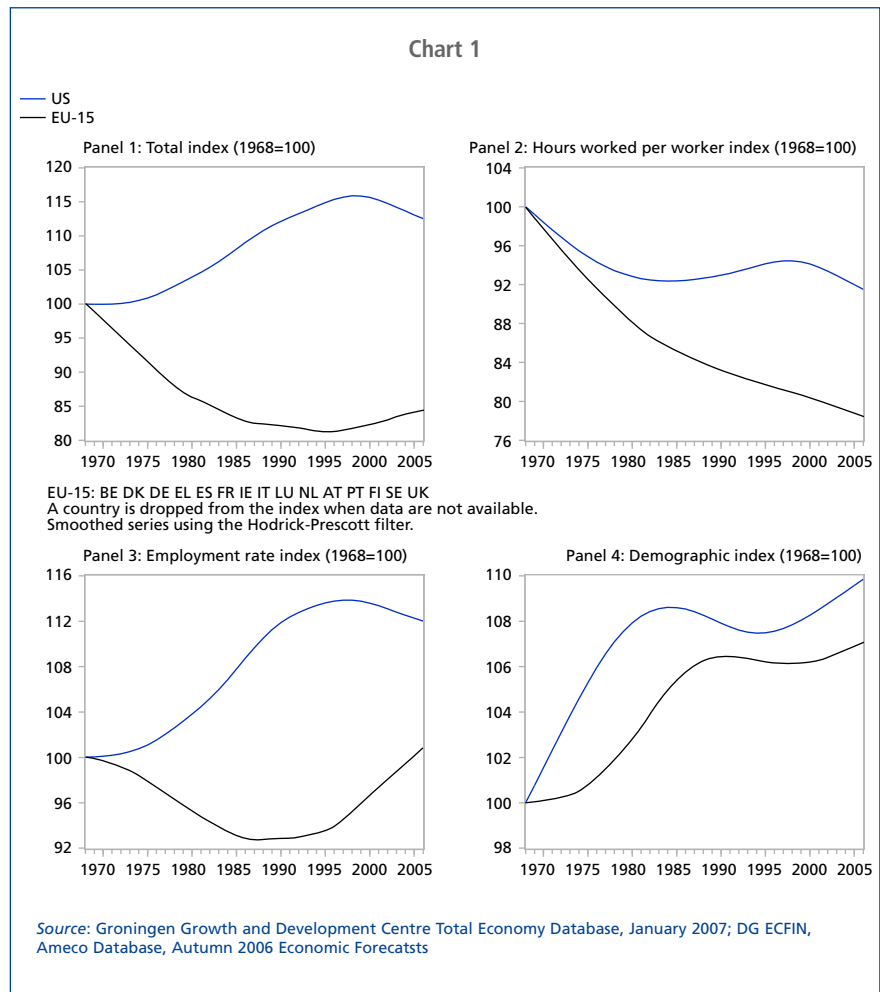 Chart 1
US
EU-15
Panel 1: Total index (1968=100)
120
115
110
105
100
95
90
85
80
1970 1975 1980 1985 1990 1995 2000 2005
Panel 2: Hours worked per worker index (1968=100)
104
100
96
92
88
84
80
76
1970 1975 1980 1985 1990 1995 2000 2005
EU-15: BE DK DE EL ES FR IE IT LU NL AT PT FI SE UK
A country is dropped from the index when data are not available.
Smoothed series using the Hodrick-Prescott filter.
Panel 3: Employment rate index (1968=100)
116
112
108
104
100
96
92
1970 1975 1980 1985 1990 1995 2000 2005
Panel 4: Demographic index (1968=100)
110
108
106
104
102
100
98
1970 1975 1980 1985 1990 1995 2000 2005
Source: Groningen Growth and Development Centre Total Economy Database, January 2007; DG ECFIN,
Ameco Database, Autumn 2006 Economic Forecatsts